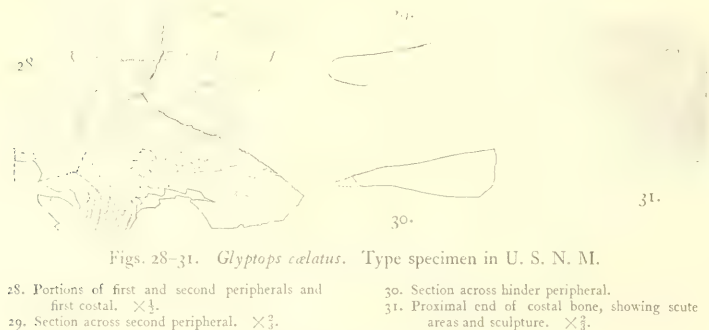 28
30.
31.
Figs. 28–31. Glyptops cælatus. Type specimen in U. S. N. M.
28. Portions of first and second peripherals and
first costal. ×½.
29. Section across second peripheral. ×⅔.
30. Section across hinder peripheral.
31. Proximal end of costal bone, showing scute
areas and sculpture. ×⅔.